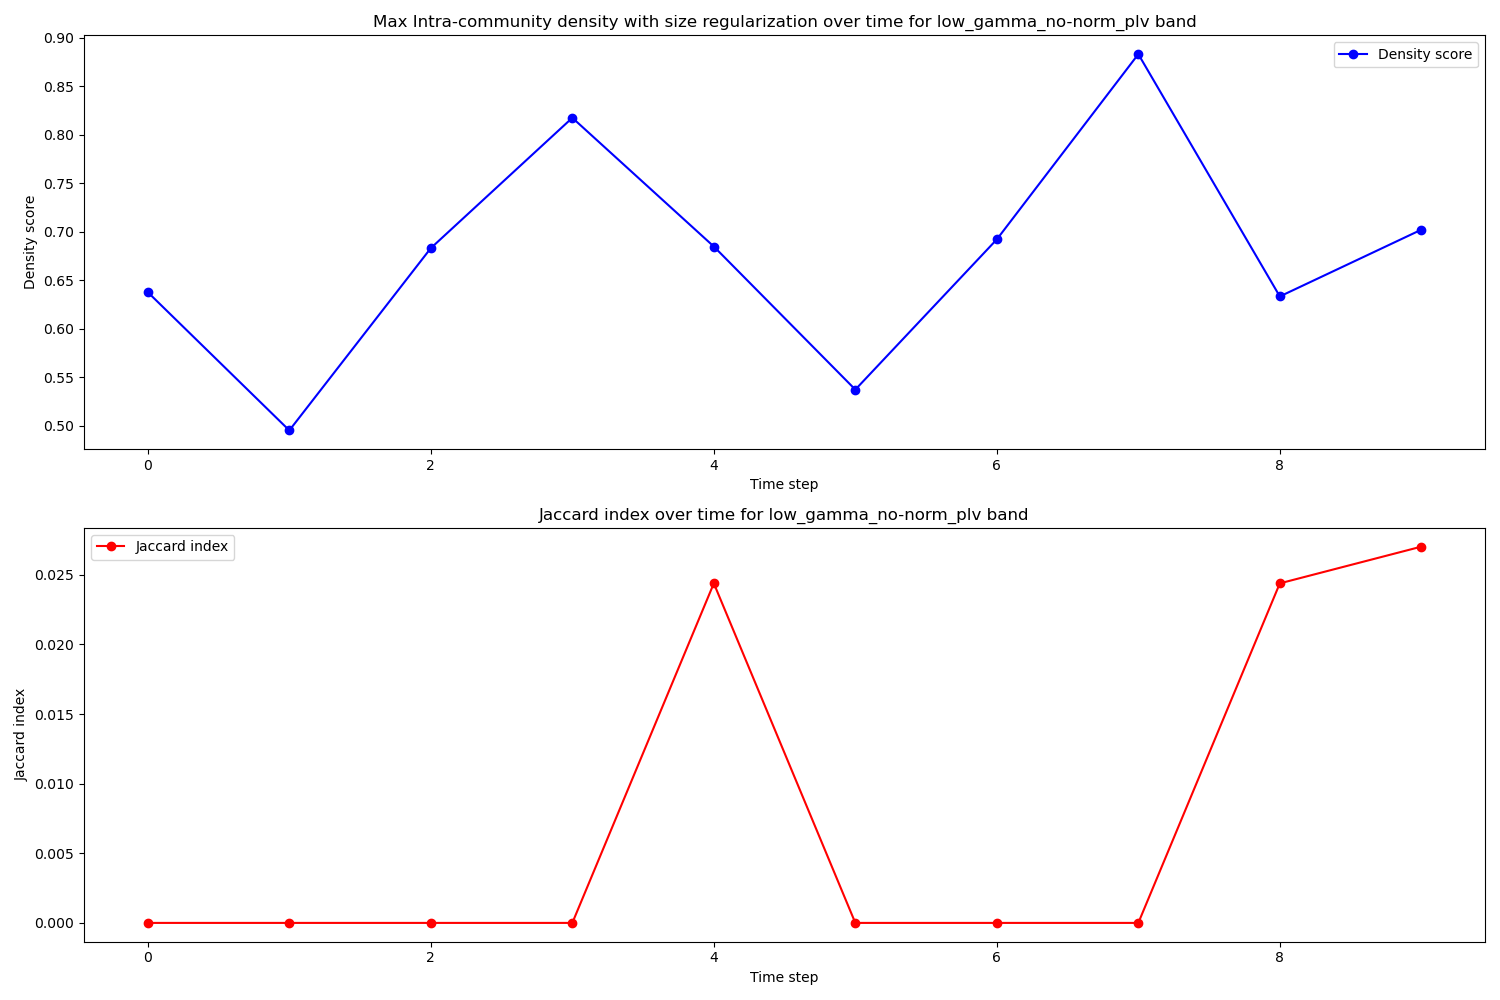 Max Intra-community density with size regularization over time for low_gamma_no-norm_plv band
Density score
0.90
0.85
0.80
0.75
0.70
0.65
0.60
0.55
0.50
Density score
0 2 4 6 8
Time step
Jaccard index over time for low_gamma_no-norm_plv band
Jaccard index
0.025
0.020
0.015
0.010
0.005
0.000
Jaccard index
0 2 4 6 8
Time step